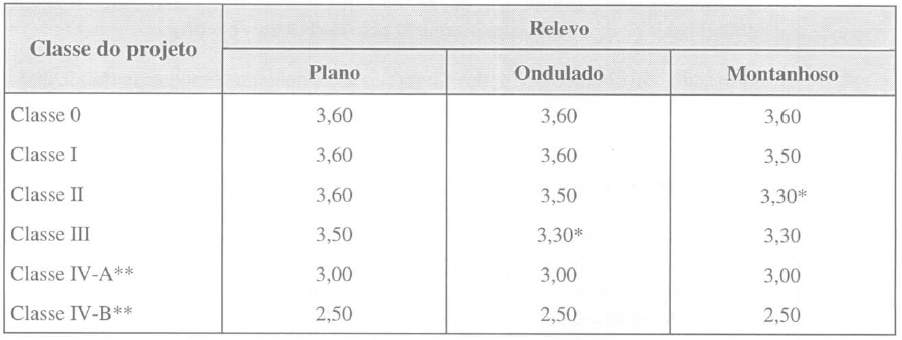 Classe do projeto Relevo
Plano Ondulado Montanhoso
Classe 0 3,60 3,60 3,60
Classe I 3,60 3,60 3,50
Classe II 3,60 3,50 3,30*
Classe III 3,50 3,30* 3,30
Classe IV-A** 3,00 3,00 3,00
Classe IV-B** 2,50 2,50 2,50